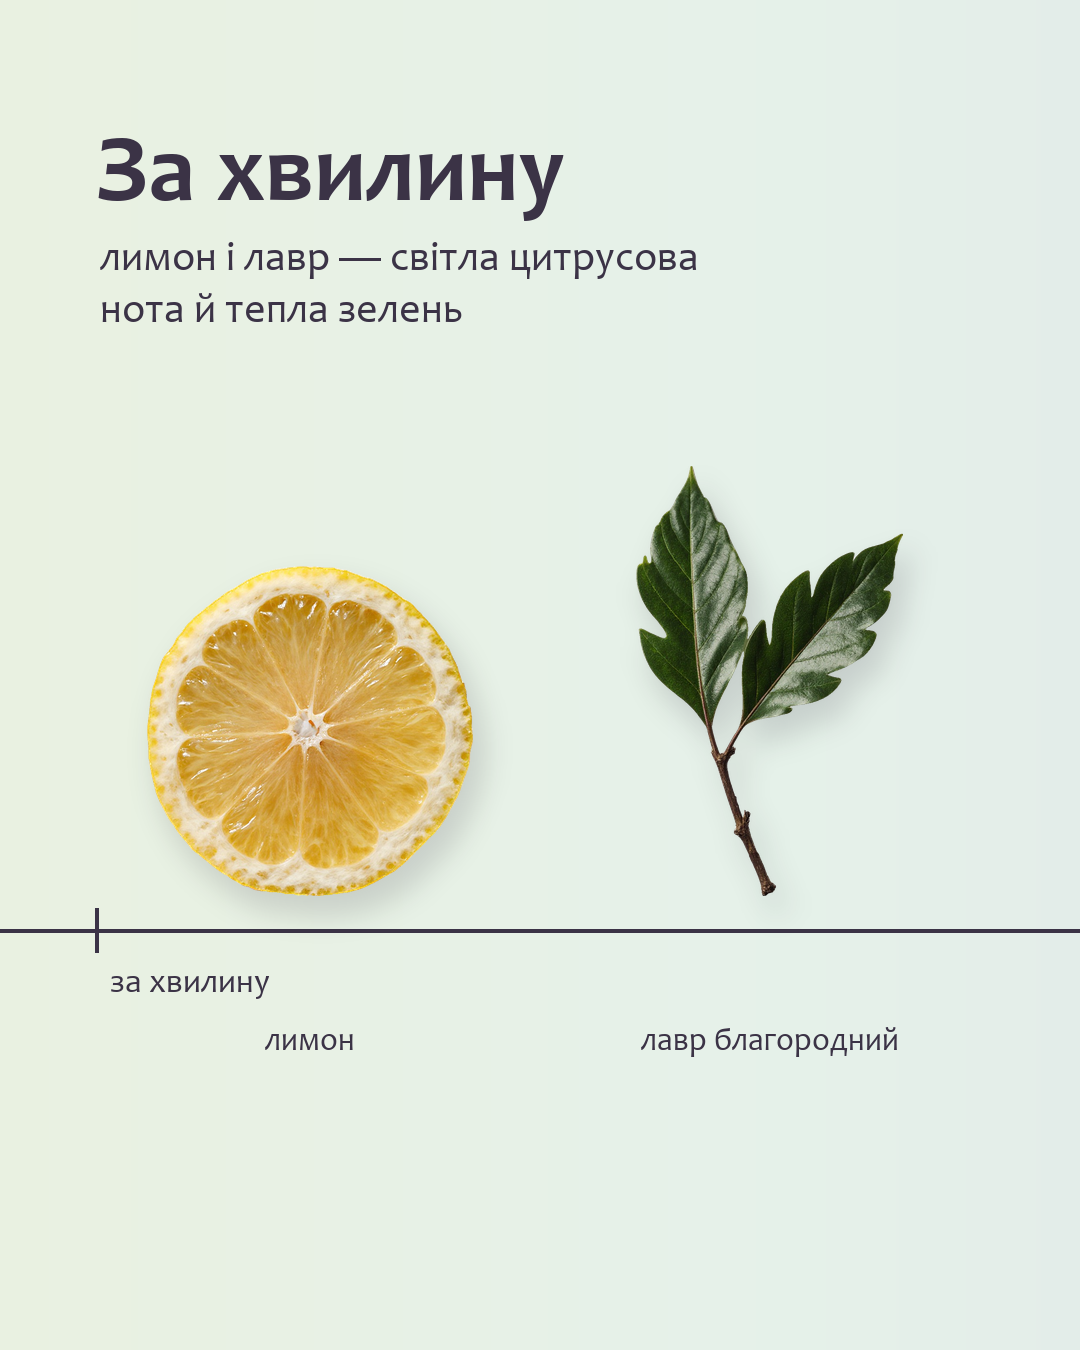 За хвилину
лимон і лавр — світла цитрусова
нота й тепла зелень
за хвилину
лимон
лавр благородний